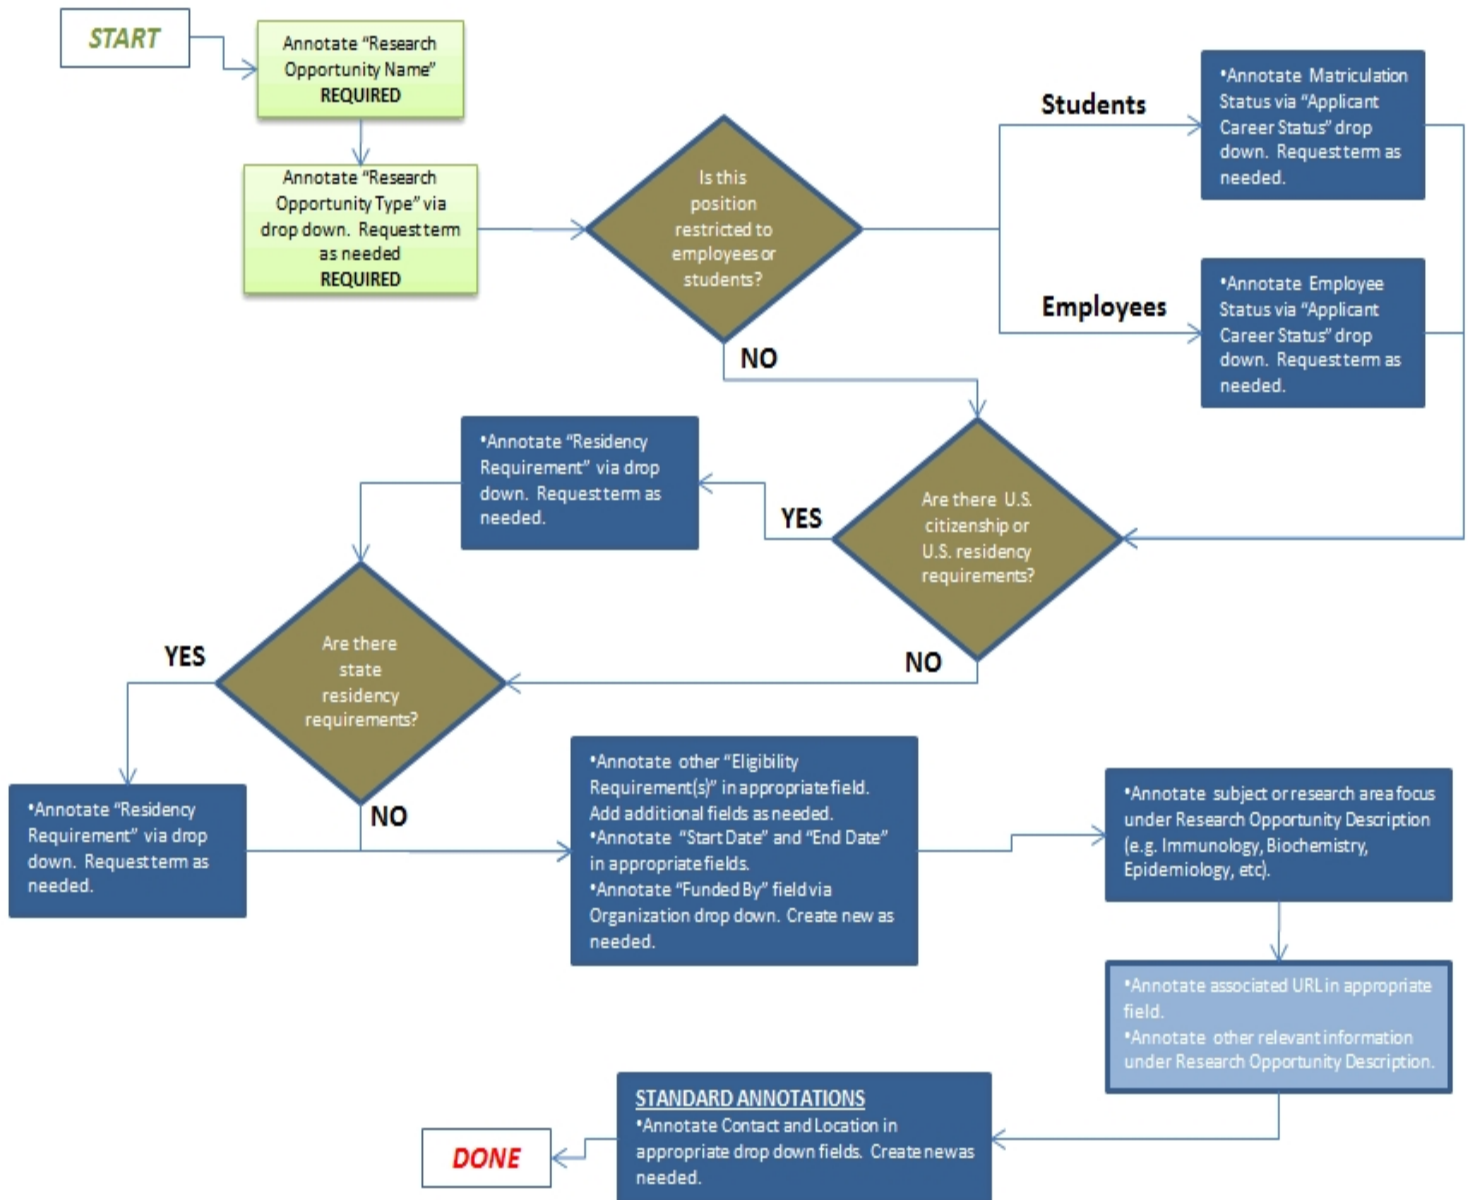 START
Annotate “Research
Opportunity Name”
REQUIRED
Annotate “Research
Opportunity Type” via
drop down. Request term
as needed
REQUIRED
Is this
position
restricted to
employees or
students?
Students
•Annotate Matriculation
Status via “Applicant
Career Status” drop
down. Request term as
needed.
Employees
•Annotate Employee
Status via “Applicant
Career Status” drop
down. Request term as
needed.
NO
Are there U.S.
citizenship or
U.S. residency
requirements?
YES
•Annotate “Residency
Requirement” via drop
down. Request term as
needed.
NO
Are there
state
residency
requirements?
YES
•Annotate “Residency
Requirement” via drop
down. Request term as
needed.
NO
•Annotate other “Eligibility
Requirement(s)” in appropriate field.
Add additional fields as needed.
•Annotate “Start Date” and “End Date”
in appropriate fields.
•Annotate “Funded By” field via
Organization drop down. Create new as
needed.
•Annotate subject or research area focus
under Research Opportunity Description
(e.g. Immunology, Biochemistry,
Epidemiology, etc).
•Annotate associated URL in appropriate
field.
•Annotate other relevant information
under Research Opportunity Description.
STANDARD ANNOTATIONS
•Annotate Contact and Location in
appropriate drop down fields. Create new as
needed.
DONE